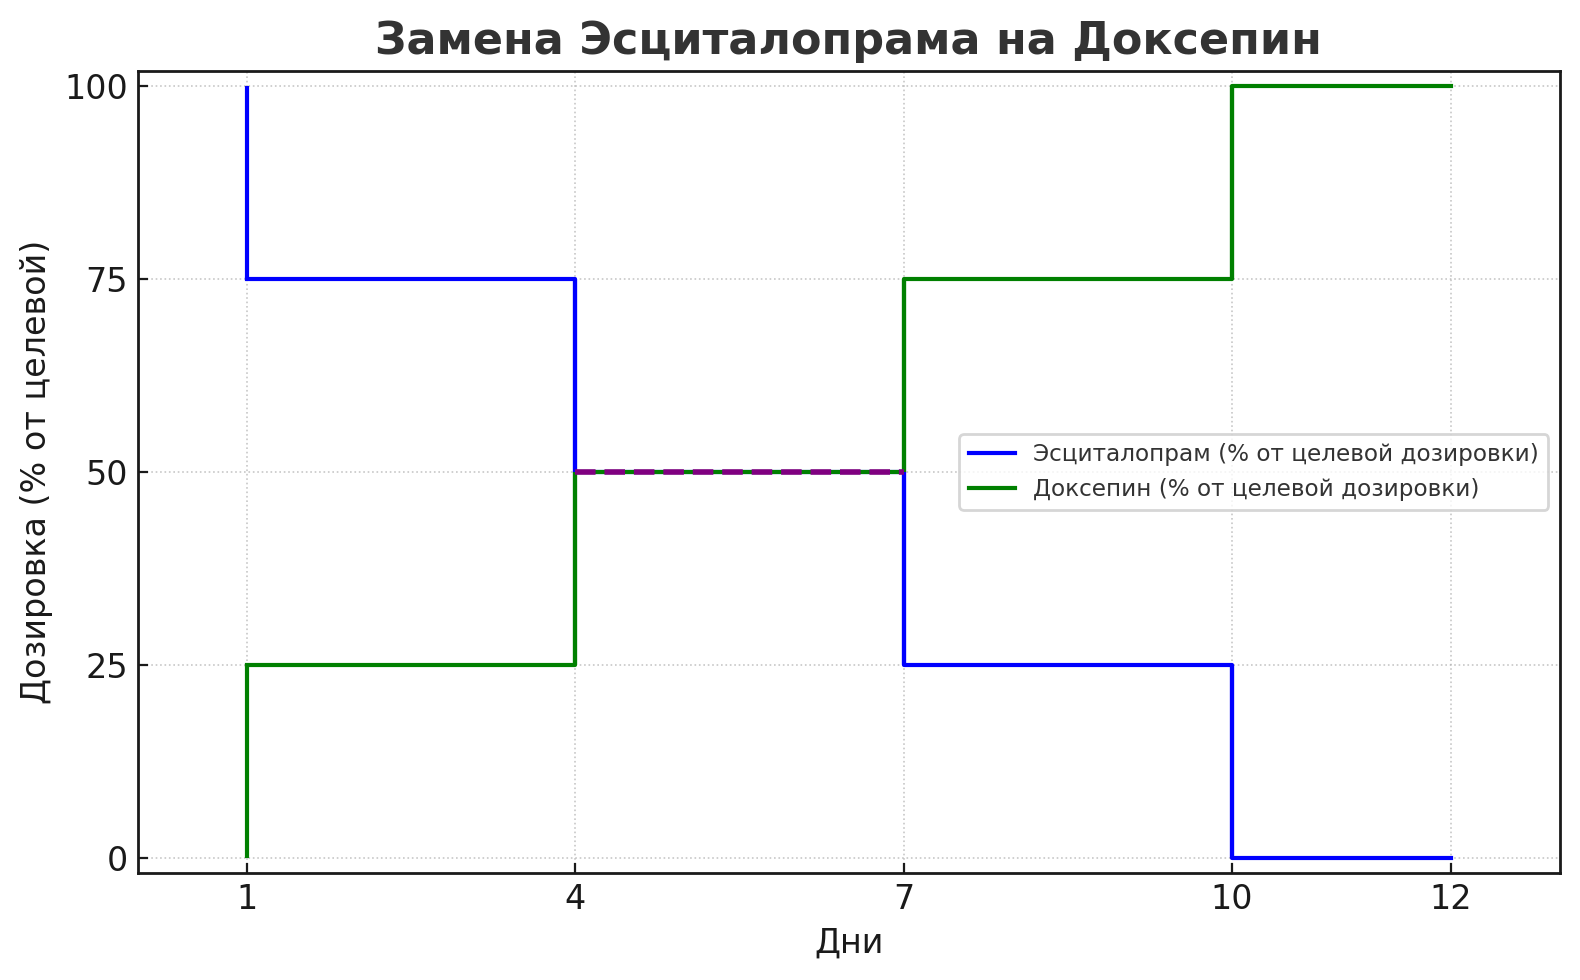 Замена Эсциталопрама на Доксепин
Дозировка (% от целевой)
100
75
50
25
0
Эсциталопрам (% от целевой дозировки)
Доксепин (% от целевой дозировки)
1 4 7 10 12
Дни